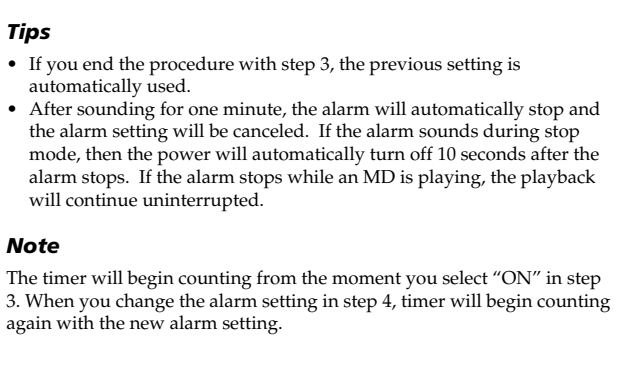 Tips
• If you end the procedure with step 3, the previous setting is
automatically used.
• After sounding for one minute, the alarm will automatically stop and
the alarm setting will be canceled.  If the alarm sounds during stop
mode, then the power will automatically turn off 10 seconds after the
alarm stops.  If the alarm stops while an MD is playing, the playback
will continue uninterrupted.
Note
The timer will begin counting from the moment you select “ON” in step
3. When you change the alarm setting in step 4, timer will begin counting
again with the new alarm setting.